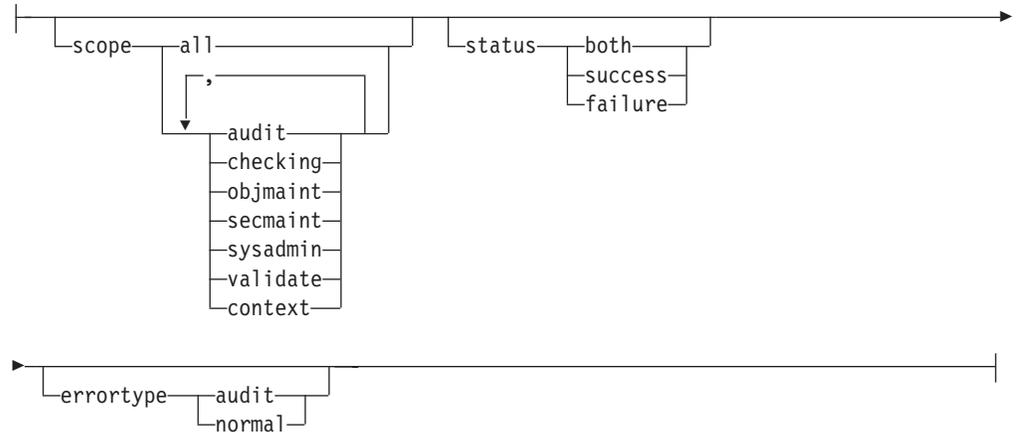 scope all status both
, success
failure
audit
checking
objmaint
secmaint
sysadmin
validate
context
errortype audit
normal